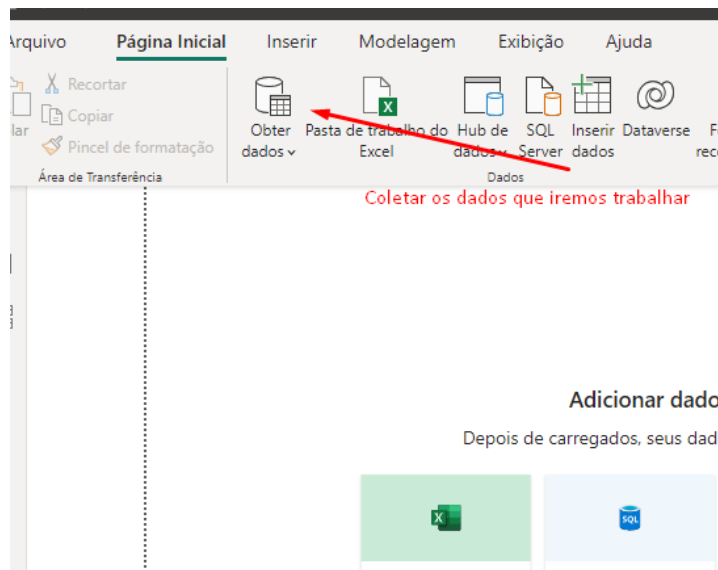 Arquivo Página Inicial Inserir Modelagem Exibição Ajuda
Recortar
Copiar
Pincel de formatação
Área de Transferência
Obter
dados
Pasta de trabalho do
Excel
Hub de
dados
SQL
Server
Inserir
dados
Dataverse
Dados
Coletar os dados que iremos trabalhar
Adicionar dado
Depois de carregados, seus dad
X
SQL